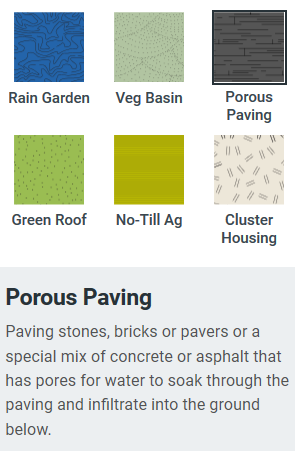 Rain Garden
Veg Basin
Porous
Paving
Green Roof
No-Till Ag
Cluster
Housing
Porous Paving
Paving stones, bricks or pavers or a
special mix of concrete or asphalt that
has pores for water to soak through the
paving and infiltrate into the ground
below.